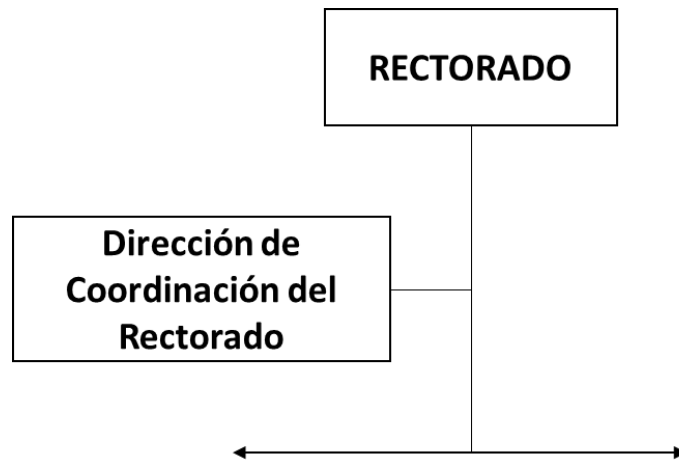 RECTORADO
Dirección de
Coordinación del
Rectorado